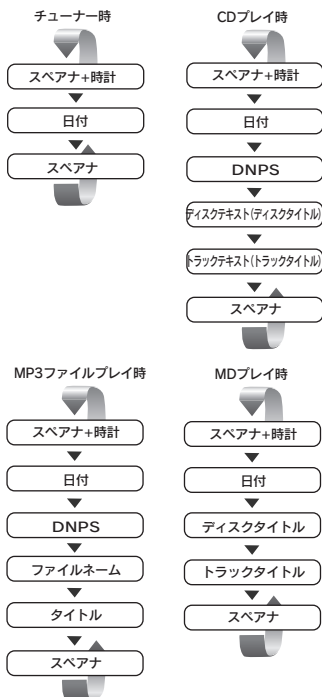 チューナー時
スペアナ+時計
日付
スペアナ
CDプレイ時
スペアナ+時計
日付
DNPS
ディスクテキスト(ディスクタイトル)
トラックテキスト(トラックタイトル)
スペアナ
MP3ファイルプレイ時
スペアナ+時計
日付
DNPS
ファイルネーム
タイトル
スペアナ
MDプレイ時
スペアナ+時計
日付
ディスクタイトル
トラックタイトル
スペアナ